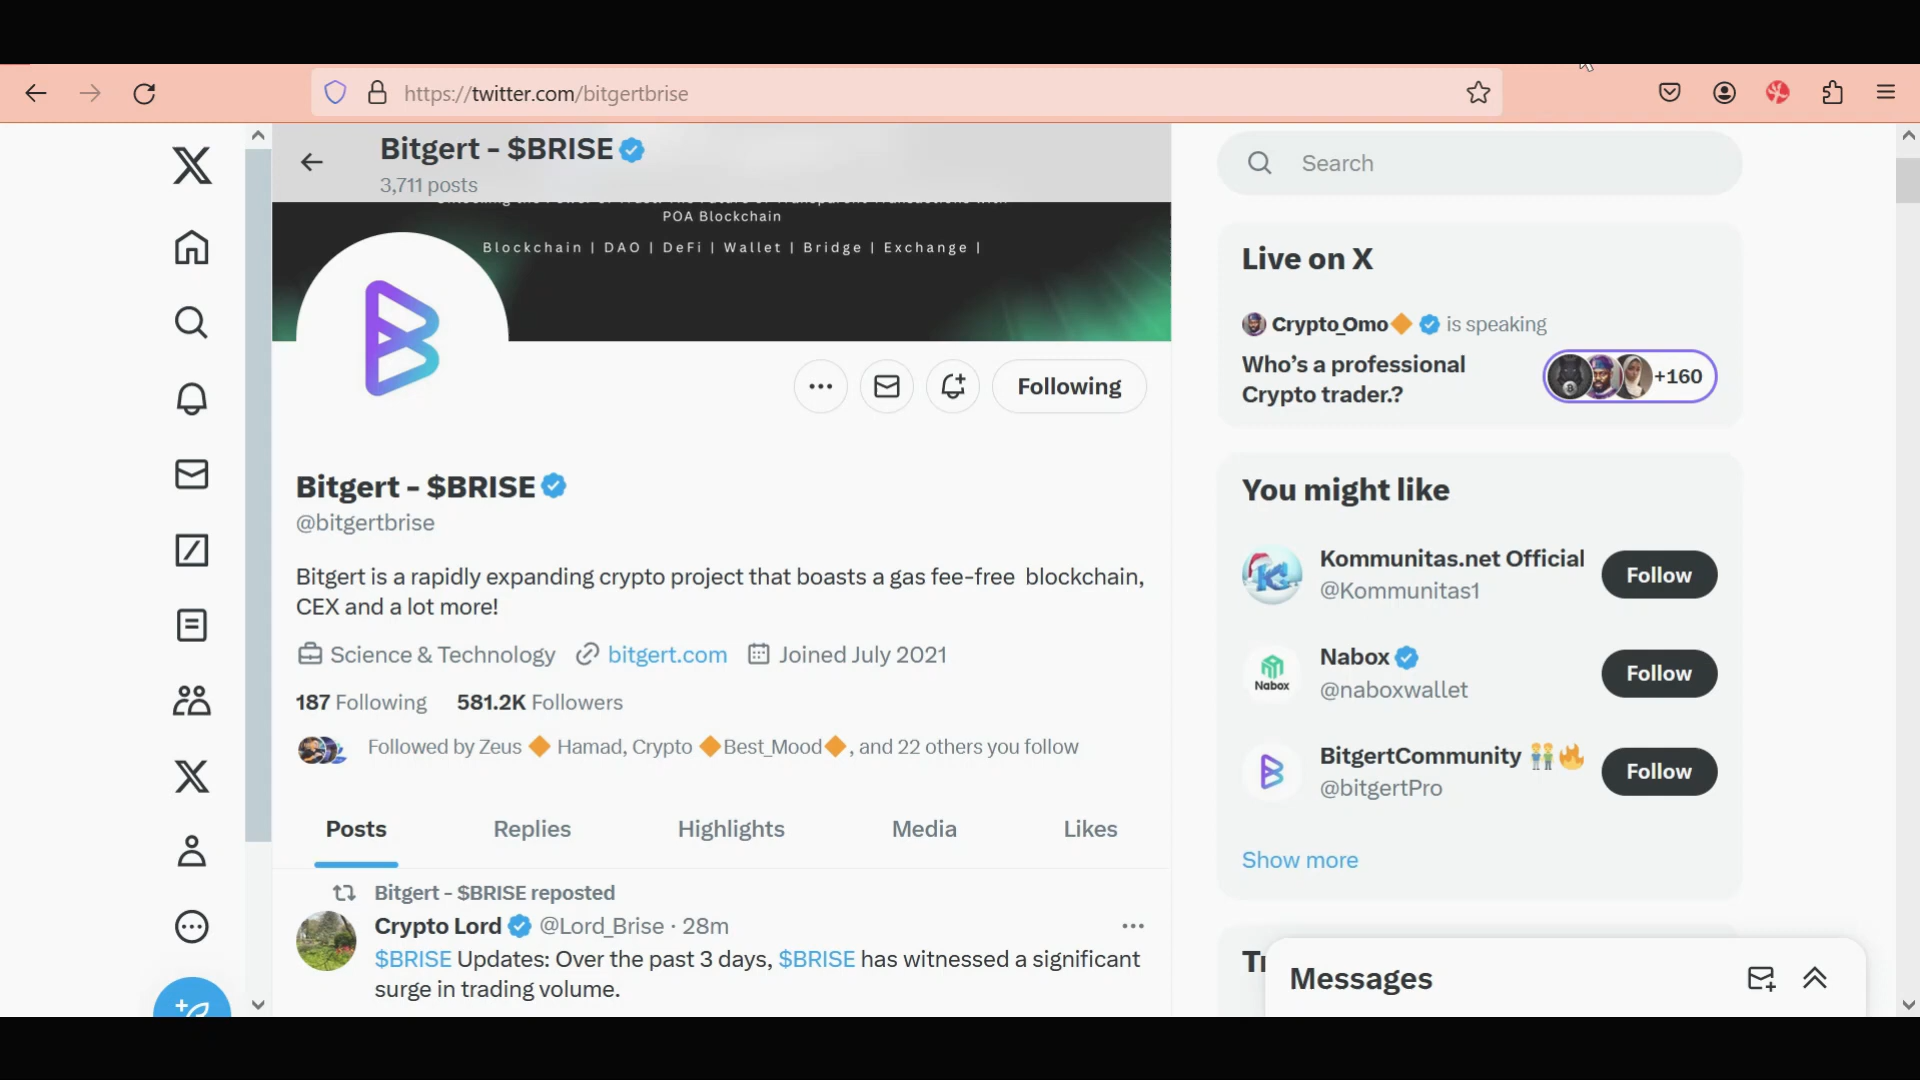 https://twitter.com/bitgertbrise
Bitgert - $BRISE
3,711 posts
POA Blockchain
Blockchain | DAO | DeFi | Wallet | Bridge | Exchange |
Following
Bitgert - $BRISE
@bitgertbrise
Bitgert is a rapidly expanding crypto project that boasts a gas fee-free blockchain,
CEX and a lot more!
Science & Technology bitgert.com Joined July 2021
187 Following 581.2K Followers
Followed by Zeus 🔶 Hamad, Crypto 🔶Best_Mood🔶, and 22 others you follow
Posts Replies Highlights Media Likes
Bitgert - $BRISE reposted
Crypto Lord @Lord_Brise · 28m
$BRISE Updates: Over the past 3 days, $BRISE has witnessed a significant
surge in trading volume.
Search
Live on X
Crypto_Omo🔶 is speaking
Who's a professional
Crypto trader.?
+160
You might like
Kommunitas.net Official
@Kommunitas1
Follow
Nabox
@naboxwallet
Follow
Nabox
BitgertCommunity 👬🔥
@bitgertPro
Follow
Show more
Messages